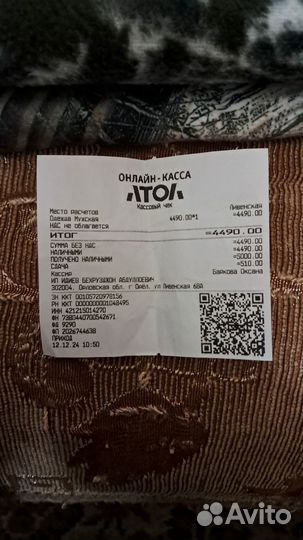 ОНЛАЙН-КАССА
АТОЛ
Кассовый чек
Место расчетов Ливенская
Одежда Мужская 4490.00*1 =4490.00
НДС не облагается
ИТОГ =4490.00
СУММА БЕЗ НДС =4490.00
НАЛИЧНЫМИ =4490.00
ПОЛУЧЕНО НАЛИЧНЫМИ =5000.00
СДАЧА =510.00
Кассир Баркова Оксана
ИП ИДИЕВ БЕХРУЗДЖОН АБДУЛЛОЕВИЧ
302004, Орловская обл, г Орёл, ул Ливенская 68А
ЗН ККТ 00105720978156
РН ККТ 0000000001048495
ИНН 421215014270
ФН 7380440700542671
ФД 9290
ФП 2026744638
ПРИХОД
12.12.24 10:50
Avito